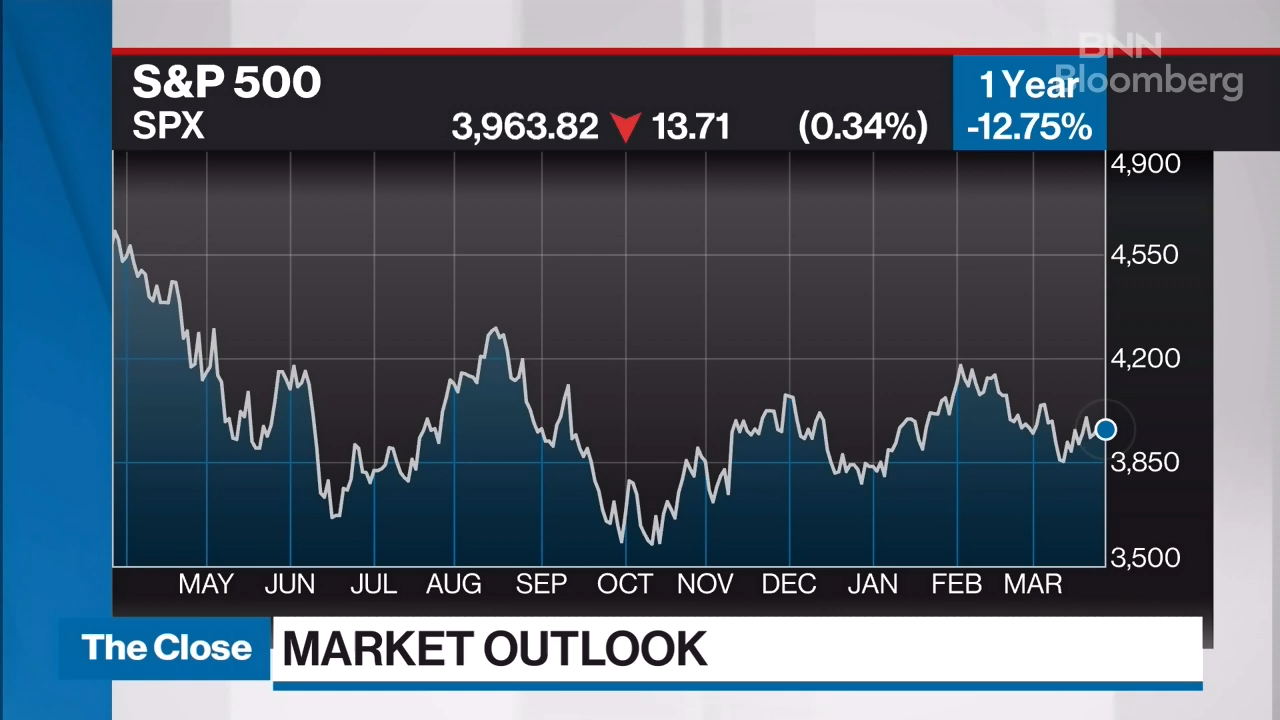 BNN
Bloomberg
S&P 500
SPX
3,963.82 13.71 (0.34%)
1 Year
-12.75%
4,900
4,550
4,200
3,850
3,500
MAY JUN JUL AUG SEP OCT NOV DEC JAN FEB MAR
The Close
MARKET OUTLOOK